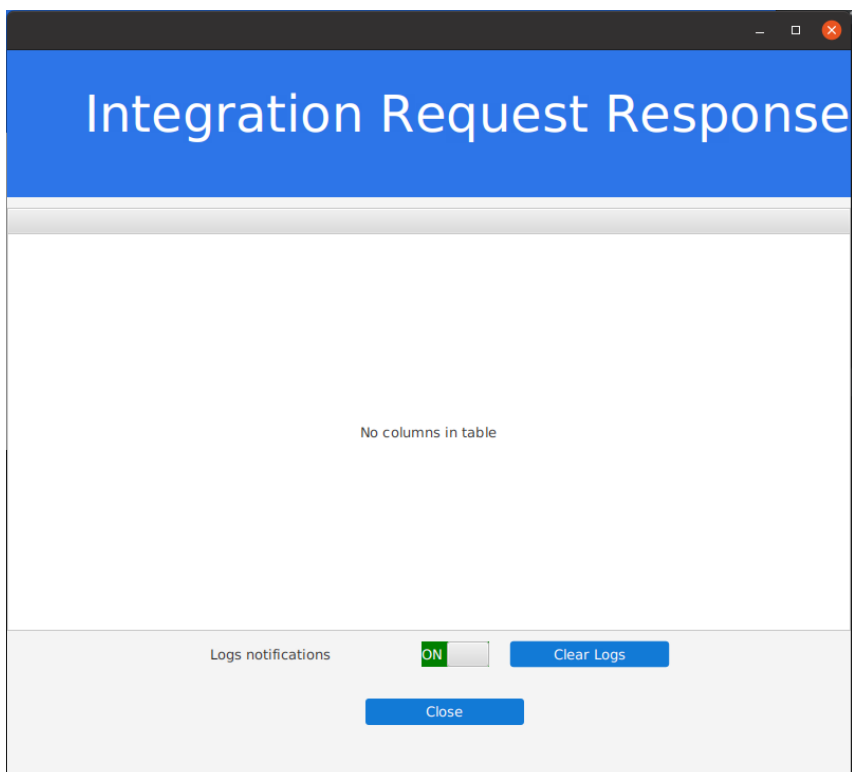 Integration Request Response
No columns in table
Logs notifications
ON
Clear Logs
Close